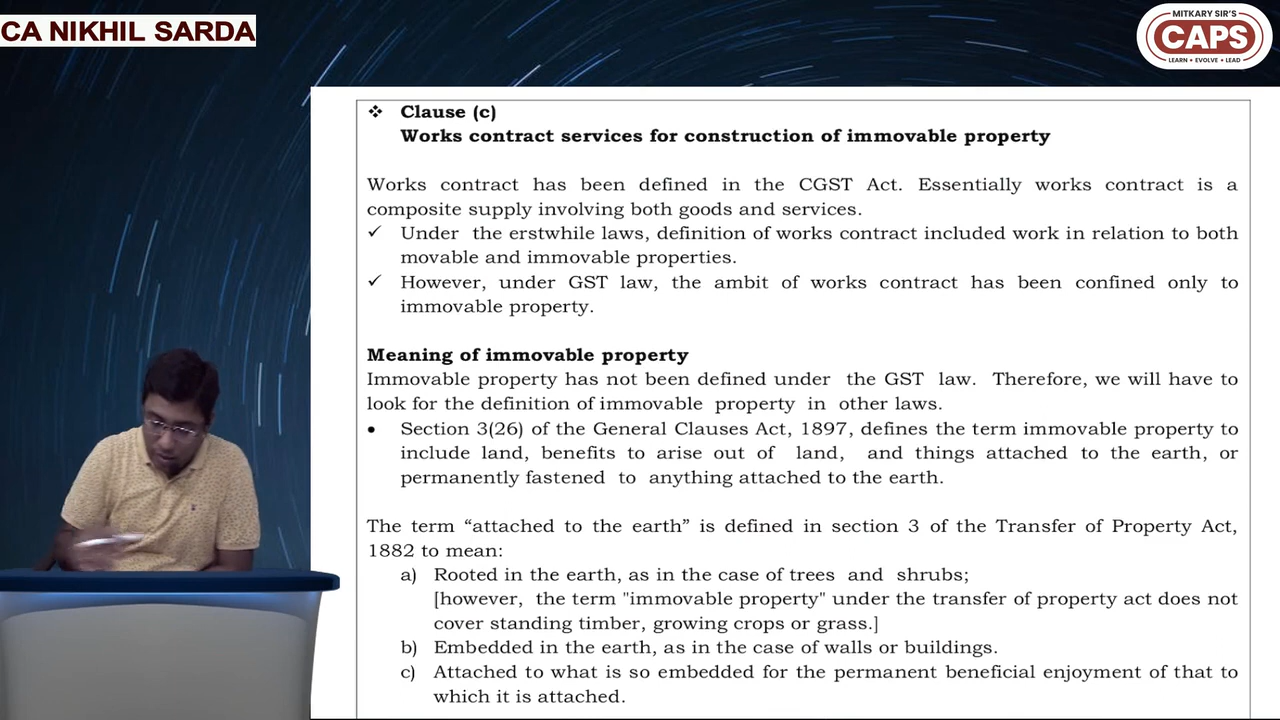 CA NIKHIL SARDA
MITKARY SIR'S
CAPS
LEARN • EVOLVE • LEAD
❖ Clause (c)
Works contract services for construction of immovable property
Works contract has been defined in the CGST Act. Essentially works contract is a
composite supply involving both goods and services.
✓ Under the erstwhile laws, definition of works contract included work in relation to both
movable and immovable properties.
✓ However, under GST law, the ambit of works contract has been confined only to
immovable property.
Meaning of immovable property
Immovable property has not been defined under the GST law. Therefore, we will have to
look for the definition of immovable property in other laws.
• Section 3(26) of the General Clauses Act, 1897, defines the term immovable property to
include land, benefits to arise out of land, and things attached to the earth, or
permanently fastened to anything attached to the earth.
The term “attached to the earth” is defined in section 3 of the Transfer of Property Act,
1882 to mean:
a) Rooted in the earth, as in the case of trees and shrubs;
[however, the term "immovable property" under the transfer of property act does not
cover standing timber, growing crops or grass.]
b) Embedded in the earth, as in the case of walls or buildings.
c) Attached to what is so embedded for the permanent beneficial enjoyment of that to
which it is attached.